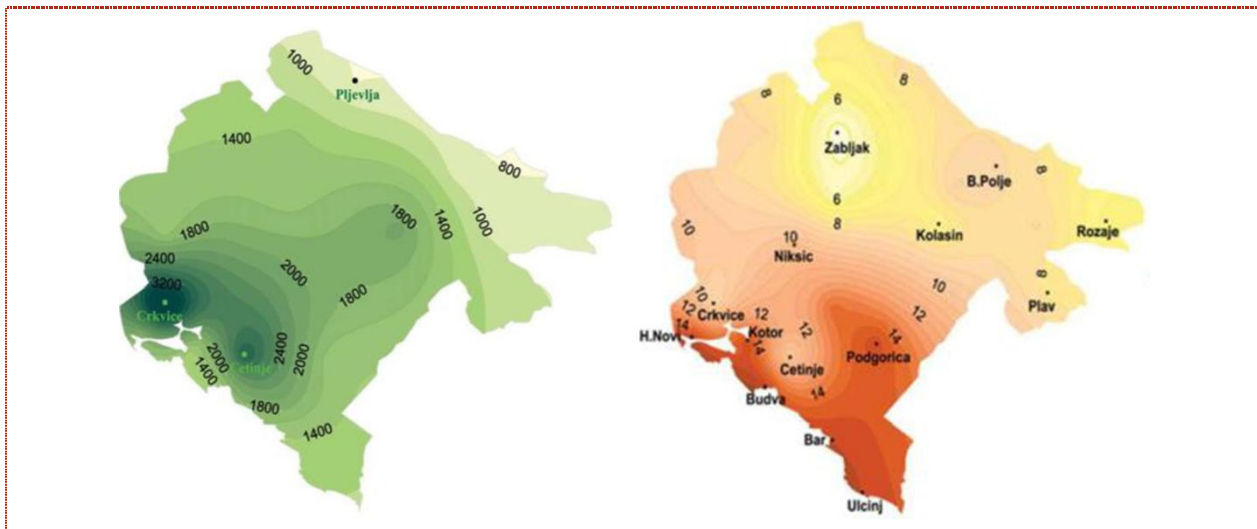 1000
Pljevlja
1400
800
1800
1800
1400
1000
2400
2000
3200
1800
Crkvice
2000
2400
2000
1400
Cetinje
1800
1400
8
8
6
Zabljak
8
B.Polje
6
10
8
Kolasin
Rozaje
10
Niksic
8
10
Plav
10
12
Crkvice
12
12
14
H.Novi
Kotor
12
14
14
Podgorica
Cetinje
14
Budva
Bar
Ulcinj